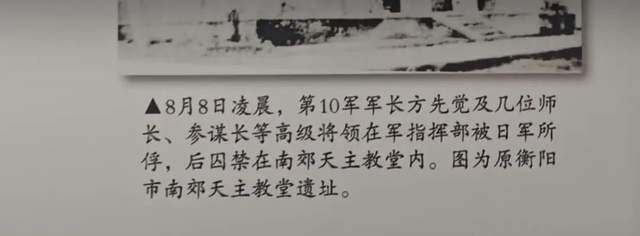 ▲8月8日凌晨，第10军军长方先觉及几位师
长、参谋长等高级将领在军指挥部被日军所
俘，后囚禁在南郊天主教堂内。图为原衡阳
市南郊天主教堂遗址。